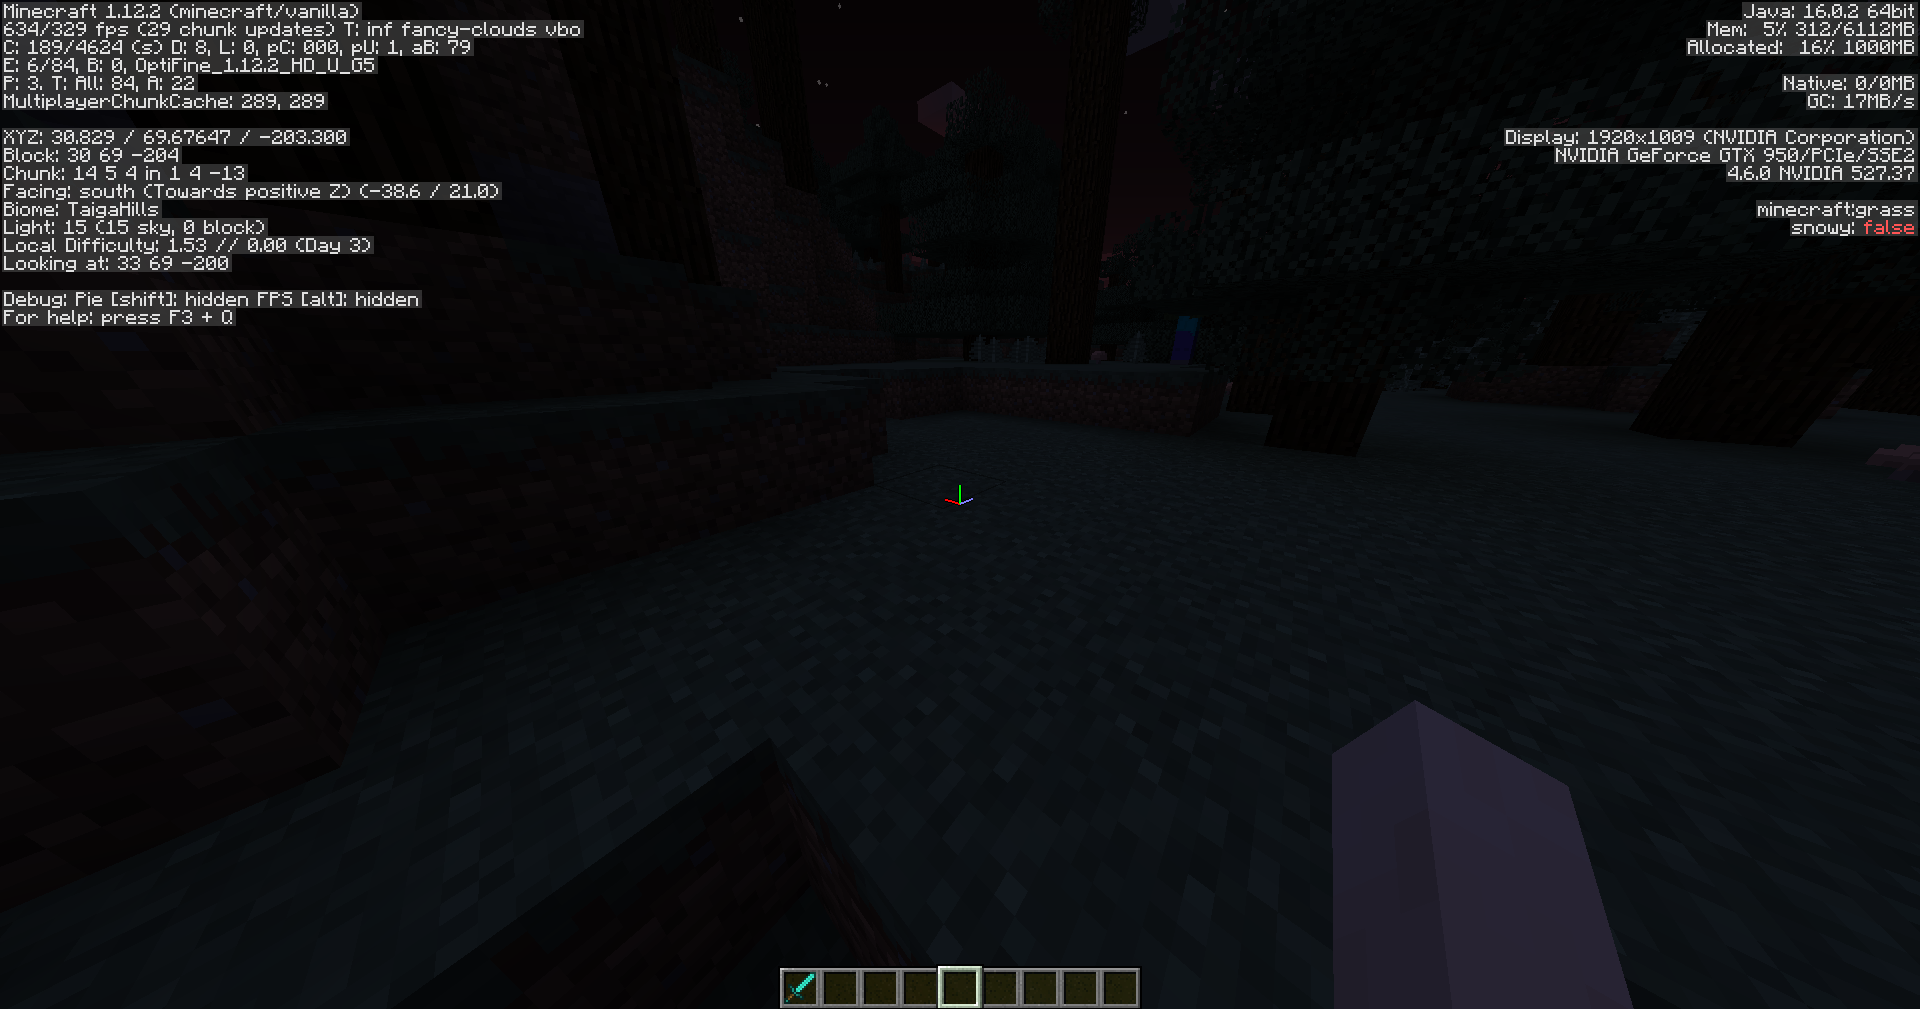 Minecraft 1.12.2 (minecraft/vanilla)
634/329 fps (29 chunk updates) T: inf fancy-clouds vbo
C: 189/4624 (s) D: 8, L: 0, pC: 000, pU: 1, aB: 79
E: 6/84, B: 0, OptiFine_1.12.2_HD_U_G5
P: 3. T: All: 84, A: 22
MultiplayerChunkCache: 289, 289
XYZ: 30.829 / 69.67647 / -203.300
Block: 30 69 -204
Chunk: 14 5 4 in 1 4 -13
Facing: south (Towards positive Z) (-38.6 / 21.0)
Biome: TaigaHills
Light: 15 (15 sky, 0 block)
Local Difficulty: 1.53 // 0.00 (Day 3)
Looking at: 33 69 -200
Debug: Pie [shift]: hidden FPS [alt]: hidden
For help: press F3 + Q
Java: 16.0.2 64bit
Mem: 5% 312/6112MB
Allocated: 16% 1000MB
Native: 0/0MB
GC: 17MB/s
Display: 1920x1009 (NVIDIA Corporation)
NVIDIA GeForce GTX 950/PCIe/SSE2
4.6.0 NVIDIA 527.37
minecraft:grass
snowy: false